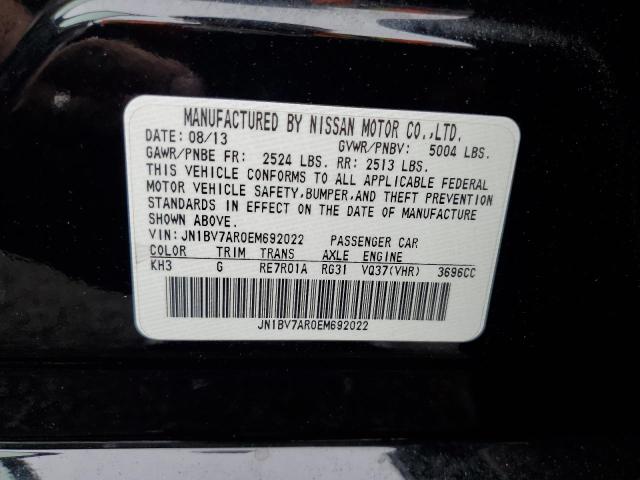 MANUFACTURED BY NISSAN MOTOR CO.,LTD.
DATE: 08/13 GVWR/PNBV: 5004 LBS.
GAWR/PNBE FR: 2524 LBS. RR: 2513 LBS.
THIS VEHICLE CONFORMS TO ALL APPLICABLE FEDERAL
MOTOR VEHICLE SAFETY,BUMPER,AND THEFT PREVENTION
STANDARDS IN EFFECT ON THE DATE OF MANUFACTURE
SHOWN ABOVE.
VIN: JN1BV7AR0EM692022 PASSENGER CAR
COLOR TRIM TRANS AXLE ENGINE
KH3 G RE7R01A RG31 VQ37(VHR) 3696CC
JN1BV7AR0EM692022